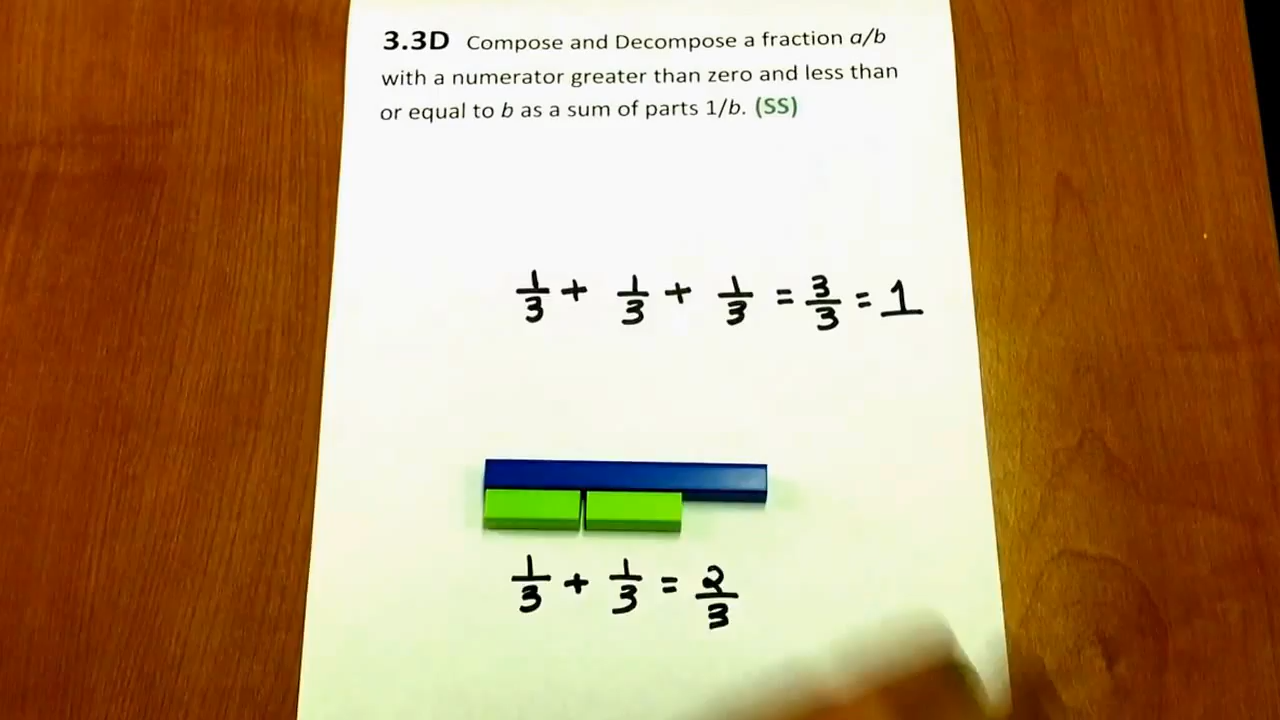 3.3D Compose and Decompose a fraction a/b
with a numerator greater than zero and less than
or equal to b as a sum of parts 1/b. (SS)
1/3 + 1/3 + 1/3 = 3/3 = 1
1/3 + 1/3 = 2/3